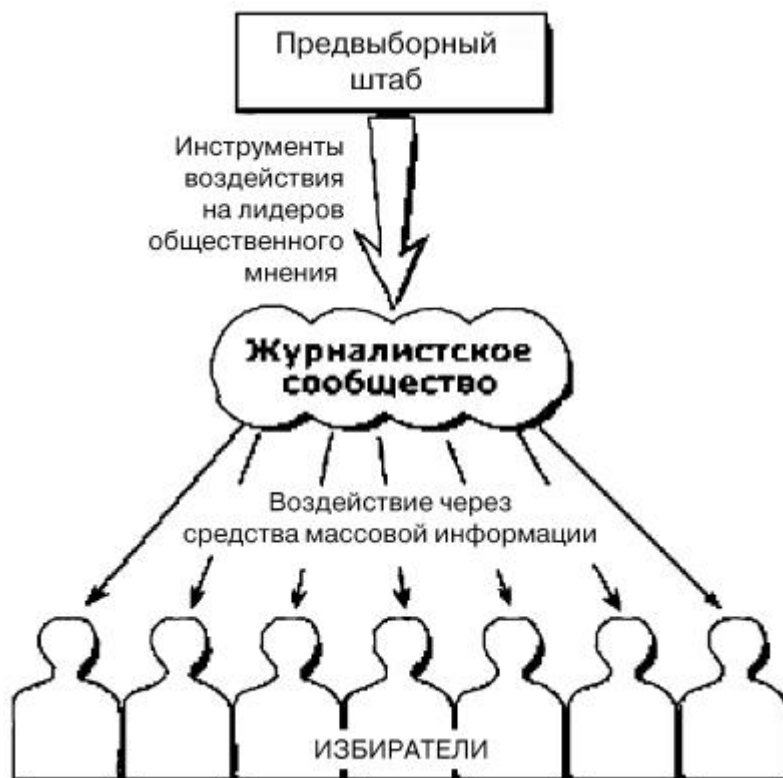 Предвыборный
штаб
Инструменты
воздействия
на лидеров
общественного
мнения
Журналистское
сообщество
Воздействие через
средства массовой информации
ИЗБИРАТЕЛИ